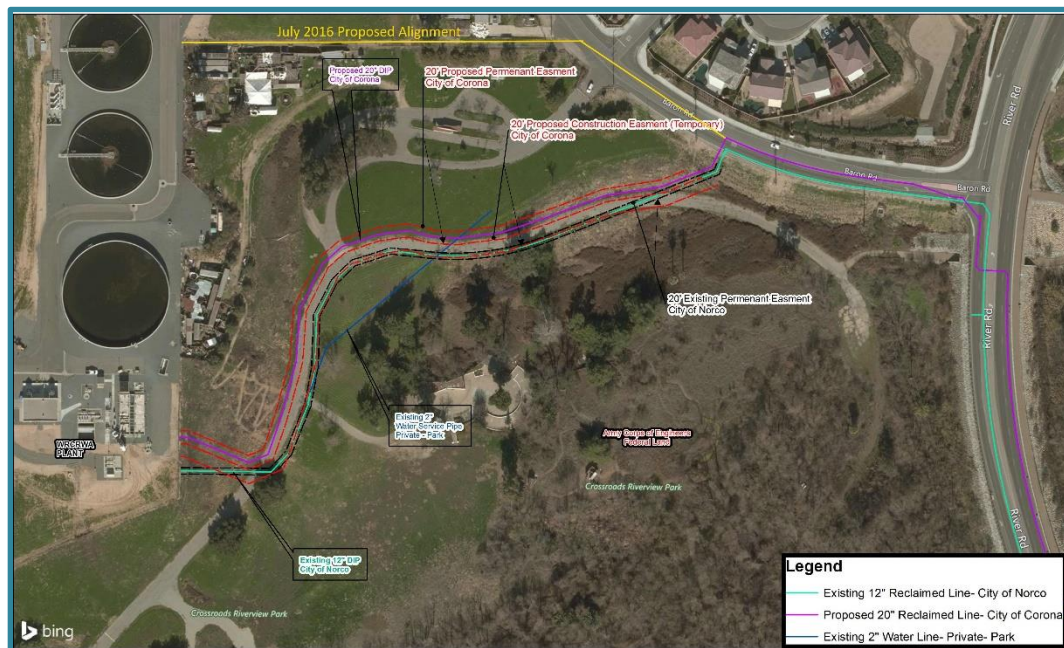 July 2016 Proposed Alignment
Proposed 20" DIP
City of Corona
20' Proposed Permenant Easment
City of Corona
20' Proposed Construction Easment (Temporary)
City of Corona
Baron Rd
Baron Rd
Baron Rd
River Rd
River Rd
River Rd
20' Existing Permenant Easment
City of Norco
Existing 2"
Water Service Pipe
Private - Park
WRCRWA
PLANT
Army Corps of Engineers
Federal Land
Crossroads Riverview Park
Existing 12" DIP
City of Norco
Crossroads Riverview Park
bing
Legend
Existing 12" Reclaimed Line- City of Norco
Proposed 20" Reclaimed Line- City of Corona
Existing 2" Water Line- Private- Park